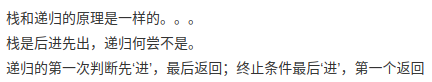 栈和递归的原理是一样的。。。
栈是后进先出，递归何尝不是。
递归的第一次判断先‘进’，最后返回；终止条件最后‘进’，第一个返回